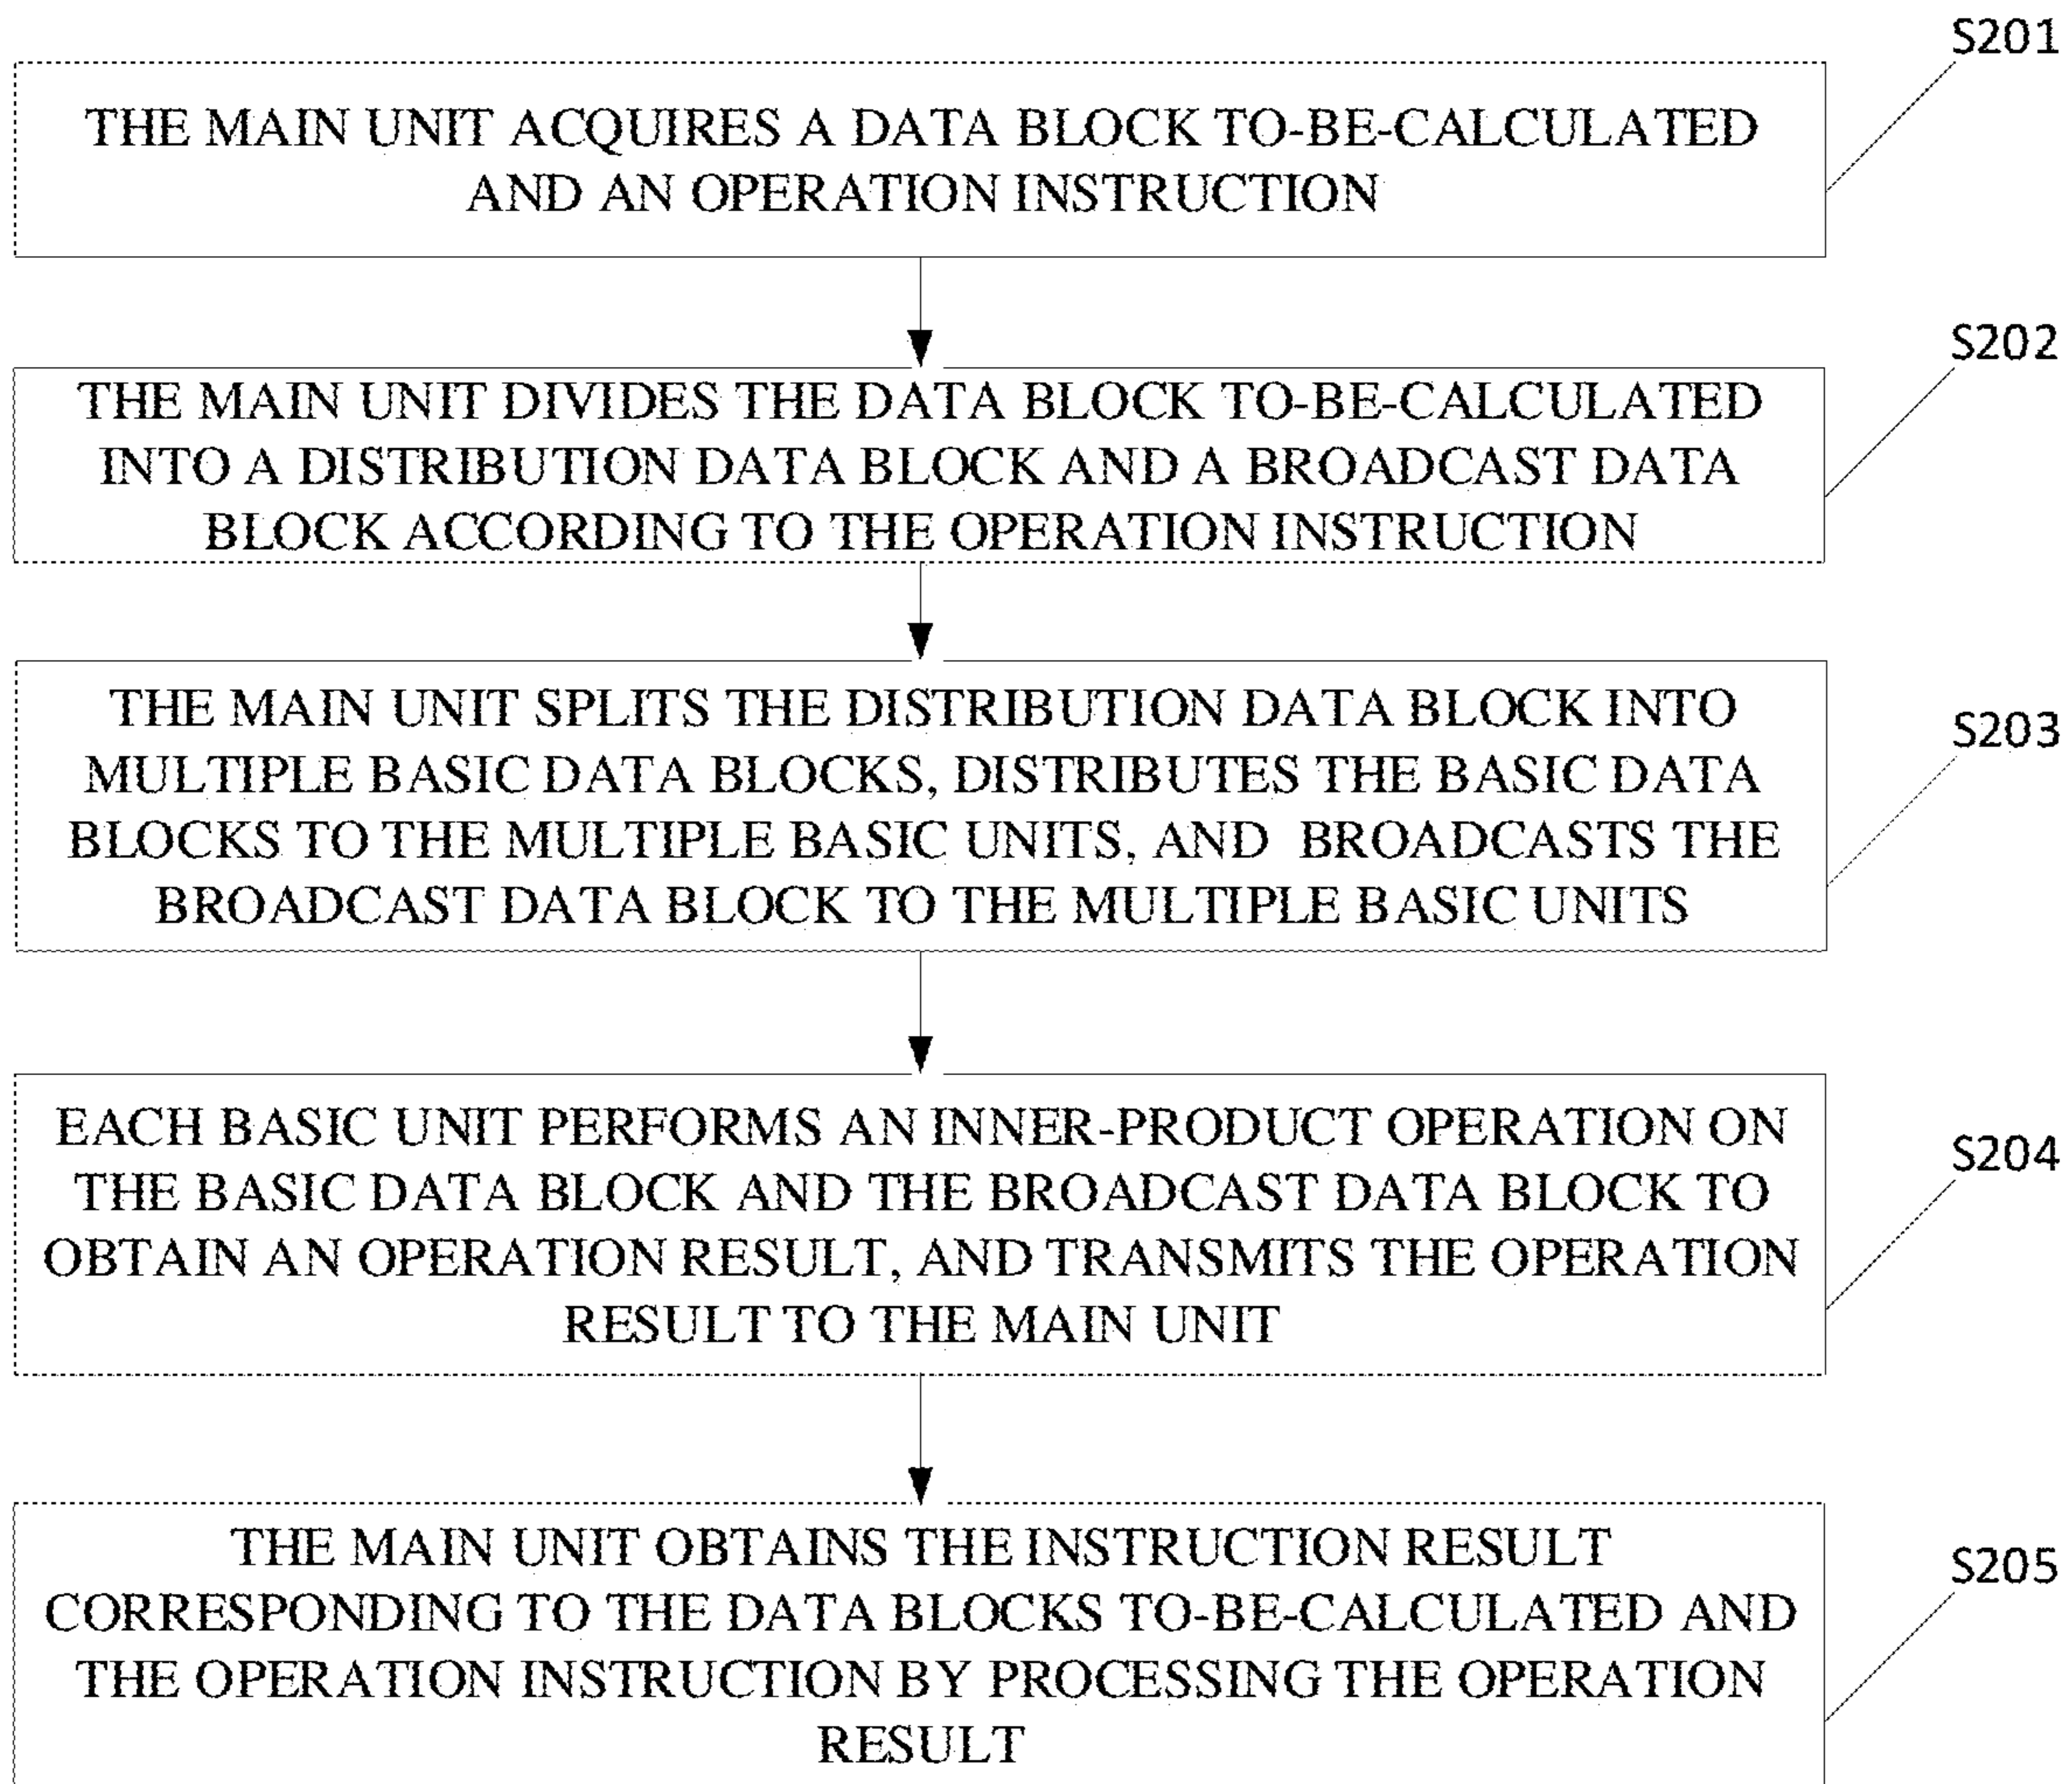 S201
THE MAIN UNIT ACQUIRES A DATA BLOCK TO-BE-CALCULATED
AND AN OPERATION INSTRUCTION
S202
THE MAIN UNIT DIVIDES THE DATA BLOCK TO-BE-CALCULATED
INTO A DISTRIBUTION DATA BLOCK AND A BROADCAST DATA
BLOCK ACCORDING TO THE OPERATION INSTRUCTION
S203
THE MAIN UNIT SPLITS THE DISTRIBUTION DATA BLOCK INTO
MULTIPLE BASIC DATA BLOCKS, DISTRIBUTES THE BASIC DATA
BLOCKS TO THE MULTIPLE BASIC UNITS, AND BROADCASTS THE
BROADCAST DATA BLOCK TO THE MULTIPLE BASIC UNITS
S204
EACH BASIC UNIT PERFORMS AN INNER-PRODUCT OPERATION ON
THE BASIC DATA BLOCK AND THE BROADCAST DATA BLOCK TO
OBTAIN AN OPERATION RESULT, AND TRANSMITS THE OPERATION
RESULT TO THE MAIN UNIT
S205
THE MAIN UNIT OBTAINS THE INSTRUCTION RESULT
CORRESPONDING TO THE DATA BLOCKS TO-BE-CALCULATED AND
THE OPERATION INSTRUCTION BY PROCESSING THE OPERATION
RESULT